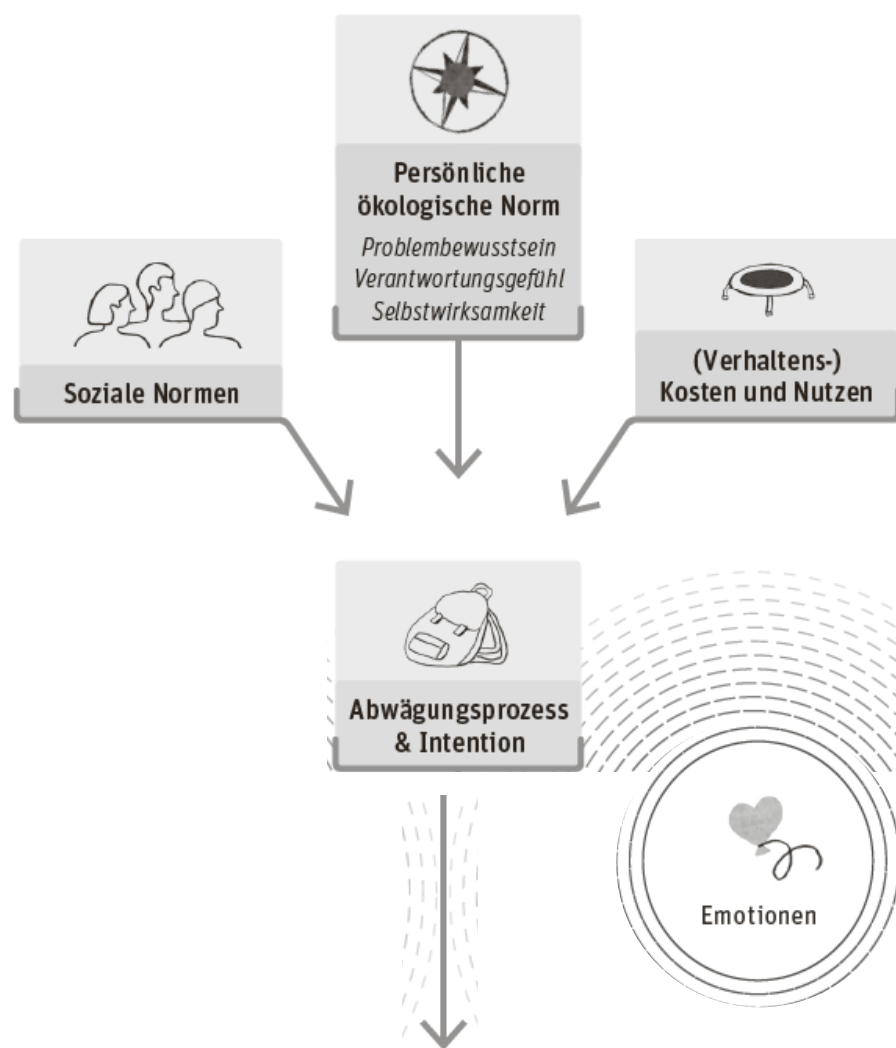 Persönliche
ökologische Norm
Problembewusstsein
Verantwortungsgefühl
Selbstwirksamkeit
Soziale Normen
(Verhaltens-)
Kosten und Nutzen
Abwägungsprozess
& Intention
Emotionen